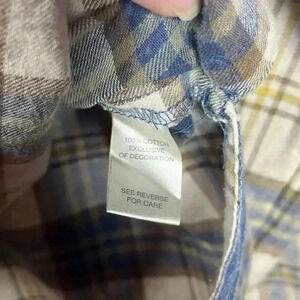 100% COTTON
EXCLUSIVE
OF DECORATION
SEE REVERSE
FOR CARE